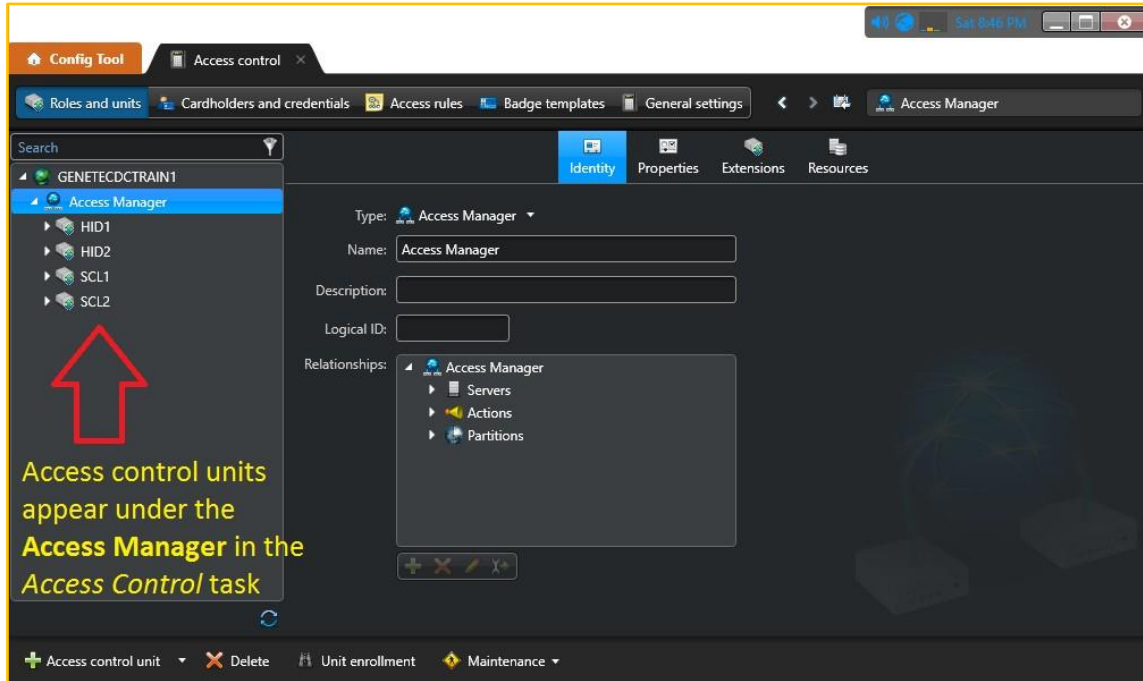 Sat 8:46 PM
Config Tool
Access control
Roles and units
Cardholders and credentials
Access rules
Badge templates
General settings
Access Manager
Search
Identity
Properties
Extensions
Resources
GENETECDCTRAIN1
Access Manager
HID1
HID2
SCL1
SCL2
Type: Access Manager
Name: Access Manager
Description:
Logical ID:
Relationships:
Access Manager
Servers
Actions
Partitions
Access control units
appear under the
Access Manager in the
Access Control task
Access control unit
Delete
Unit enrollment
Maintenance